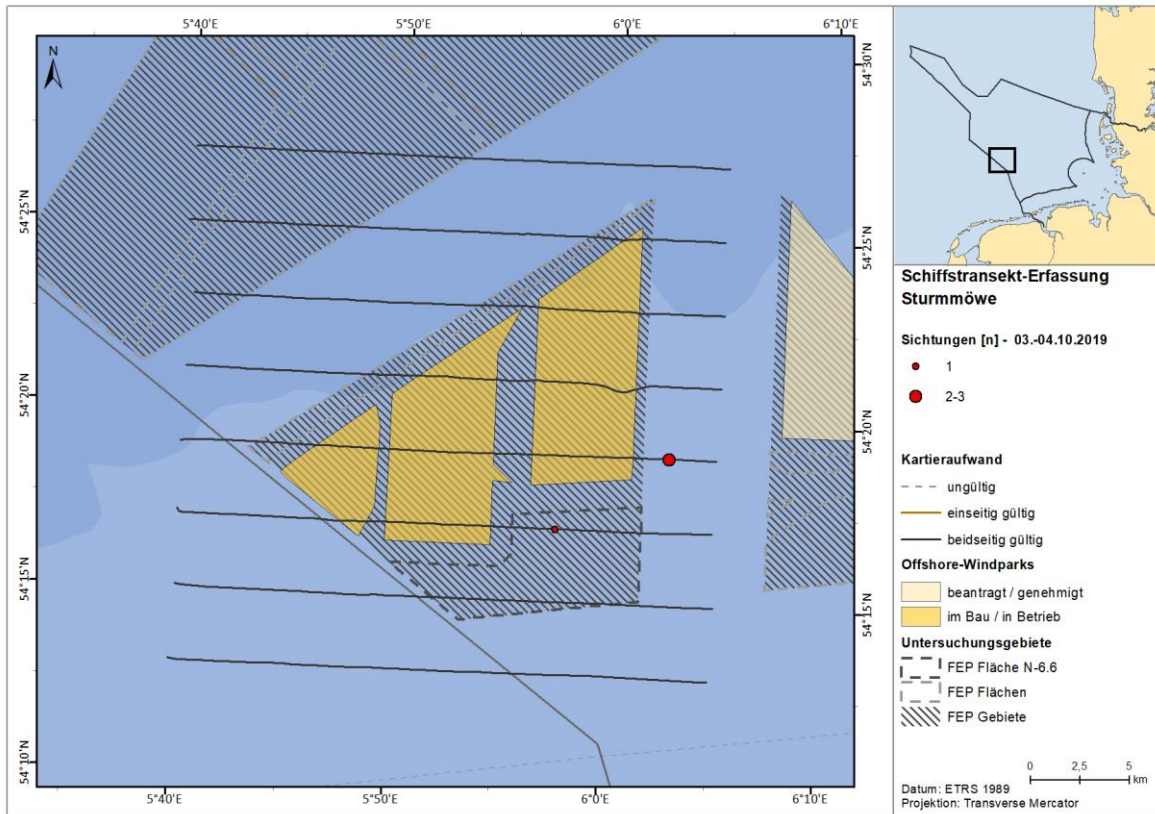 5°40'E 5°50'E 6°0'E 6°10'E
N
54°30'N
54°25'N
54°25'N
54°20'N
54°20'N
54°15'N
54°15'N
54°10'N
5°40'E 5°50'E 6°0'E 6°10'E
Schiffstransekt-Erfassung
Sturmmöwe
Sichtungen [n] - 03.-04.10.2019
1
2-3
Kartieraufwand
ungültig
einseitig gültig
beidseitig gültig
Offshore-Windparks
beantragt / genehmigt
im Bau / in Betrieb
Untersuchungsgebiete
FEP Fläche N-6.6
FEP Flächen
FEP Gebiete
0 2,5 5
km
Datum: ETRS 1989
Projektion: Transverse Mercator